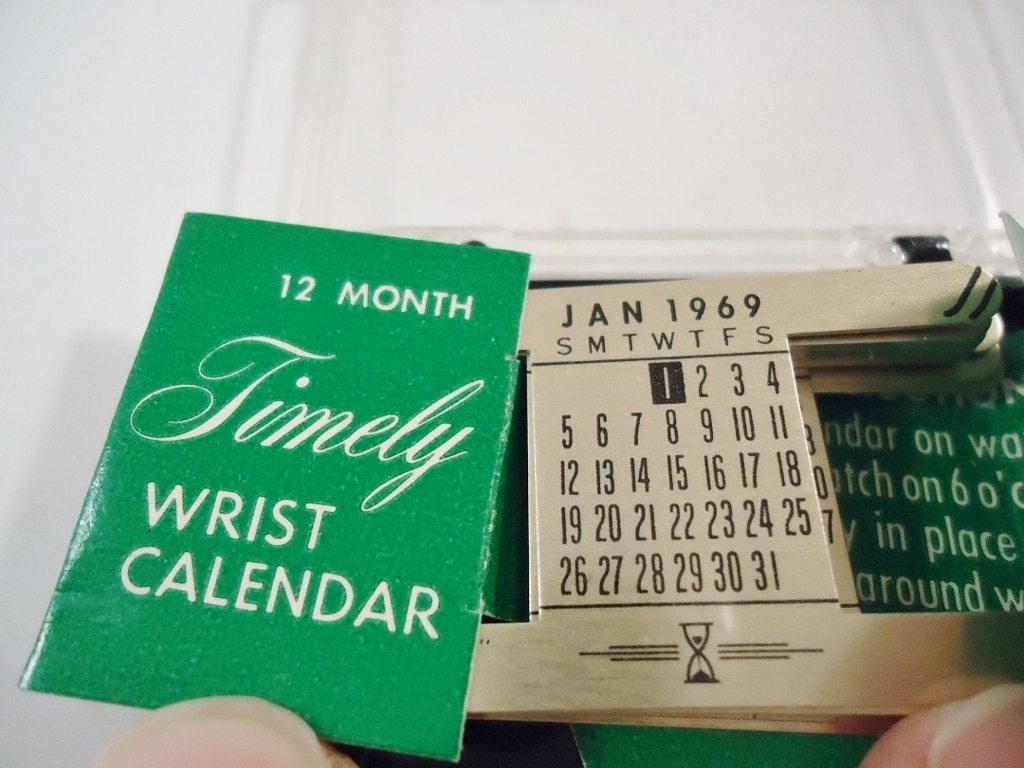 12 MONTH
Timely
WRIST
CALENDAR
JAN 1969
S M T W T F S
1 2 3 4
5 6 7 8 9 10 11
12 13 14 15 16 17 18
19 20 21 22 23 24 25
26 27 28 29 30 31
ndar on wa
tch on 6 o'c
y in place
around w